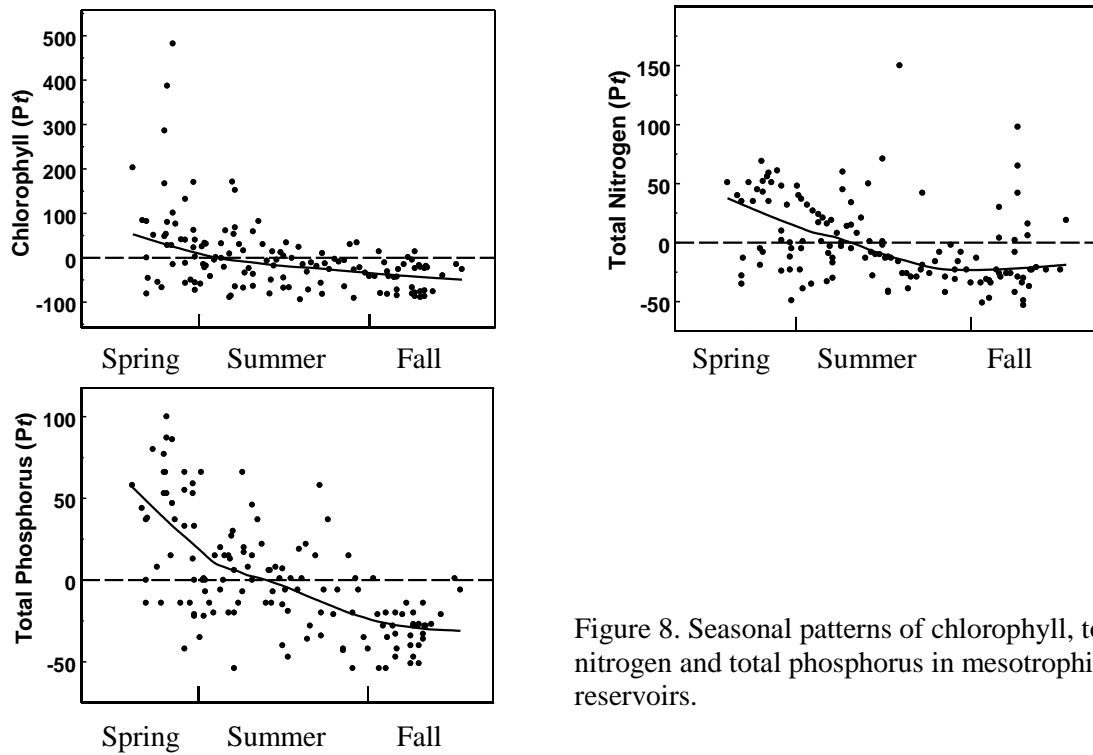 500
400
300
200
100
0
-100
Chlorophyll (Pt)
Spring Summer Fall
150
100
50
0
-50
Total Nitrogen (Pt)
Spring Summer Fall
100
50
0
-50
Total Phosphorus (Pt)
Spring Summer Fall
Figure 8. Seasonal patterns of chlorophyll,
nitrogen and total phosphorus in
reservoirs.